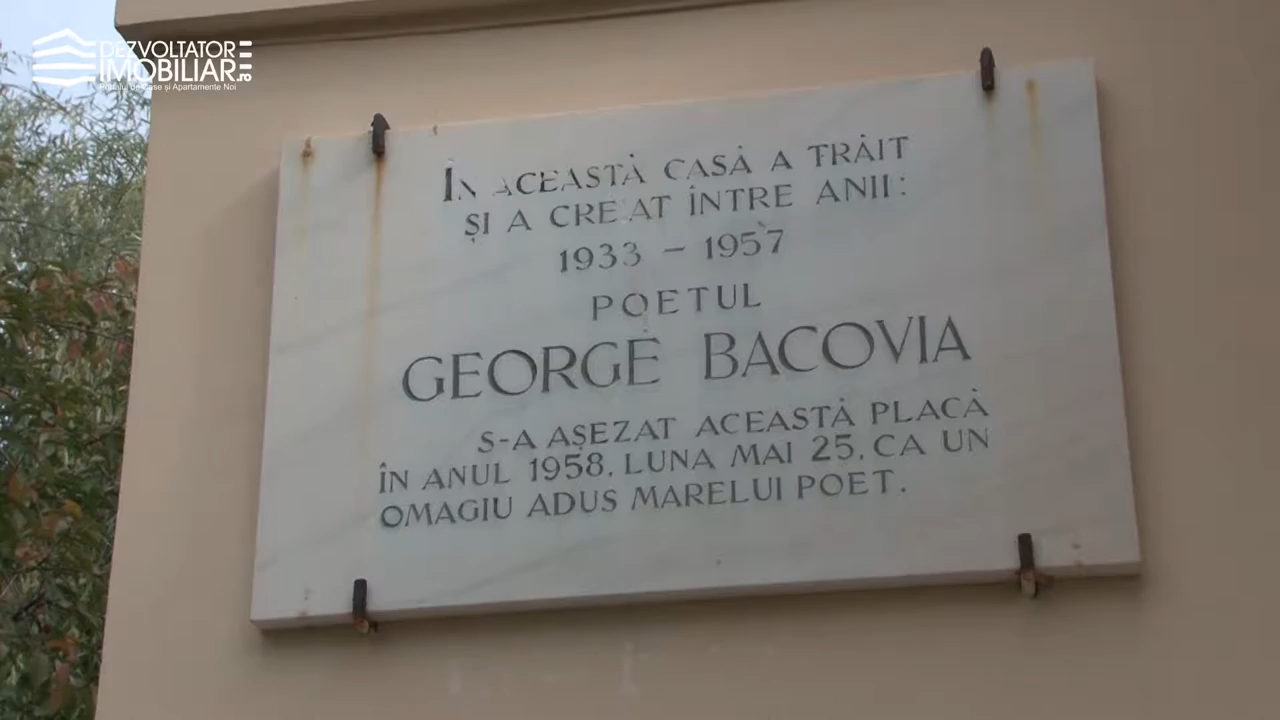 DEZVOLTATOR
IMOBILIAR.ro
Portalul de Case și Apartamente Noi
ÎN ACEASTĂ CASĂ A TRĂIT
ȘI A CREAT ÎNTRE ANII:
1933 – 1957
POETUL
GEORGE BACOVIA
S-A AȘEZAT ACEASTĂ PLACĂ
ÎN ANUL 1958, LUNA MAI 25, CA UN
OMAGIU ADUS MARELUI POET.